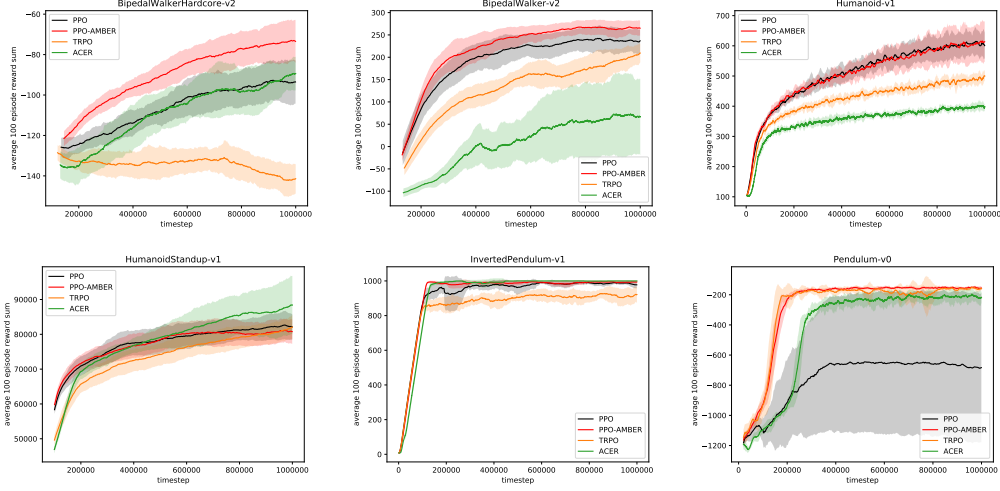 BipedalWalkerHardcore-v2
−60
−80
−100
−120
−140
average 100 episode reward sum
200000 400000 600000 800000 1000000
timestep
PPO
PPO-AMBER
TRPO
ACER
BipedalWalker-v2
300
250
200
150
100
50
0
−50
−100
average 100 episode reward sum
200000 400000 600000 800000 1000000
timestep
PPO
PPO-AMBER
TRPO
ACER
Humanoid-v1
700
600
500
400
300
200
100
average 100 episode reward sum
0 200000 400000 600000 800000 1000000
timestep
PPO
PPO-AMBER
TRPO
ACER
HumanoidStandup-v1
90000
80000
70000
60000
50000
average 100 episode reward sum
200000 400000 600000 800000 1000000
timestep
PPO
PPO-AMBER
TRPO
ACER
InvertedPendulum-v1
1000
800
600
400
200
0
average 100 episode reward sum
0 200000 400000 600000 800000 1000000
timestep
PPO
PPO-AMBER
TRPO
ACER
Pendulum-v0
−200
−400
−600
−800
−1000
−1200
average 100 episode reward sum
0 200000 400000 600000 800000 1000000
timestep
PPO
PPO-AMBER
TRPO
ACER